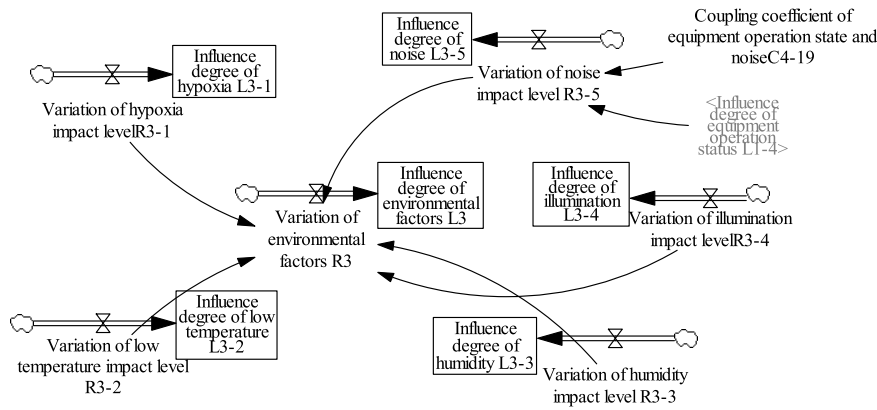 Influence
degree of
hypoxia L3-1
Variation of hypoxia
impact levelR3-1
Influence
degree of
noise L3-5
Variation of noise
impact level R3-5
Coupling coefficient of
equipment operation state and
noiseC4-19
<Influence
degree of
equipment
operation
status L1-4>
Influence
degree of
environmental
factors L3
Variation of
environmental
factors R3
Influence
degree of
illumination
L3-4
Variation of illumination
impact levelR3-4
Influence
degree of low
temperature
L3-2
Variation of low
temperature impact level
R3-2
Influence
degree of
humidity L3-3
Variation of humidity
impact level R3-3